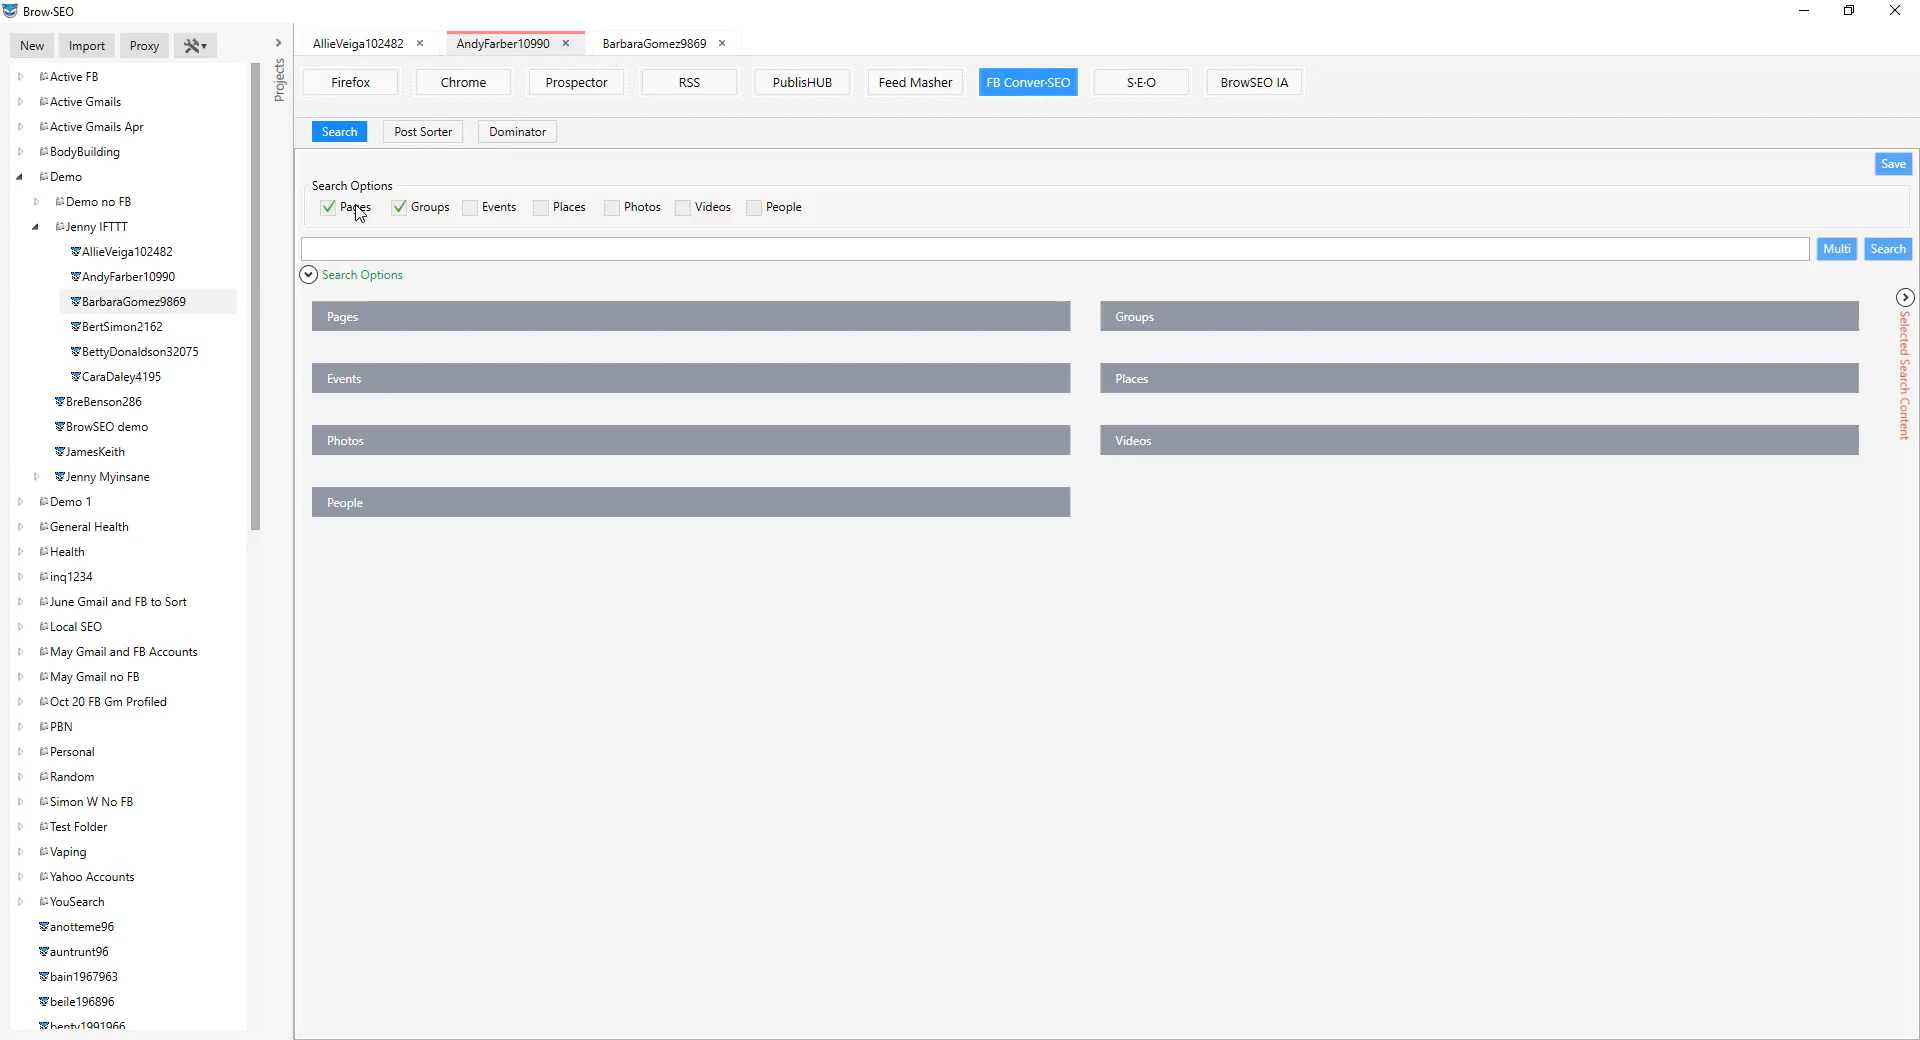 Brow·SEO
New
Import
Proxy
Projects
AllieVeiga102482
AndyFarber10990
BarbaraGomez9869
Firefox
Chrome
Prospector
RSS
PublisHUB
Feed Masher
FB Conver·SEO
S·E·O
BrowSEO IA
Search
Post Sorter
Dominator
Save
Search Options
Pages
Groups
Events
Places
Photos
Videos
People
Multi
Search
Search Options
Pages
Groups
Events
Places
Photos
Videos
People
Selected Search Content
Active FB
Active Gmails
Active Gmails Apr
BodyBuilding
Demo
Demo no FB
Jenny IFTTT
AllieVeiga102482
AndyFarber10990
BarbaraGomez9869
BertSimon2162
BettyDonaldson32075
CaraDaley4195
BreBenson286
BrowSEO demo
JamesKeith
Jenny Myinsane
Demo 1
General Health
Health
inq1234
June Gmail and FB to Sort
Local SEO
May Gmail and FB Accounts
May Gmail no FB
Oct 20 FB Gm Profiled
PBN
Personal
Random
Simon W No FB
Test Folder
Vaping
Yahoo Accounts
YouSearch
anotteme96
auntrunt96
bain1967963
beile196896
benty1991966